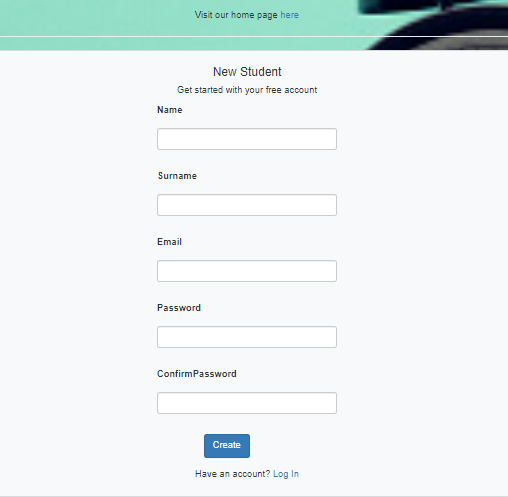 Visit our home page here
New Student
Get started with your free account
Name
Surname
Email
Password
ConfirmPassword
Create
Have an account? Log In